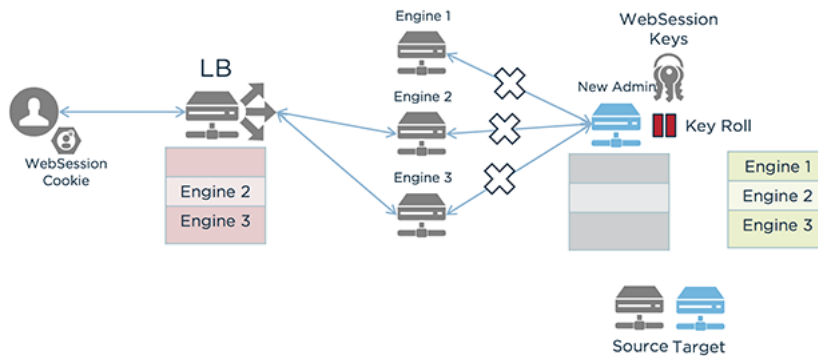 Engine 1
WebSession
Keys
LB
New Admin
Engine 2
Key Roll
WebSession
Cookie
Engine 3
Engine 2
Engine 3
Engine 1
Engine 2
Engine 3
Source Target